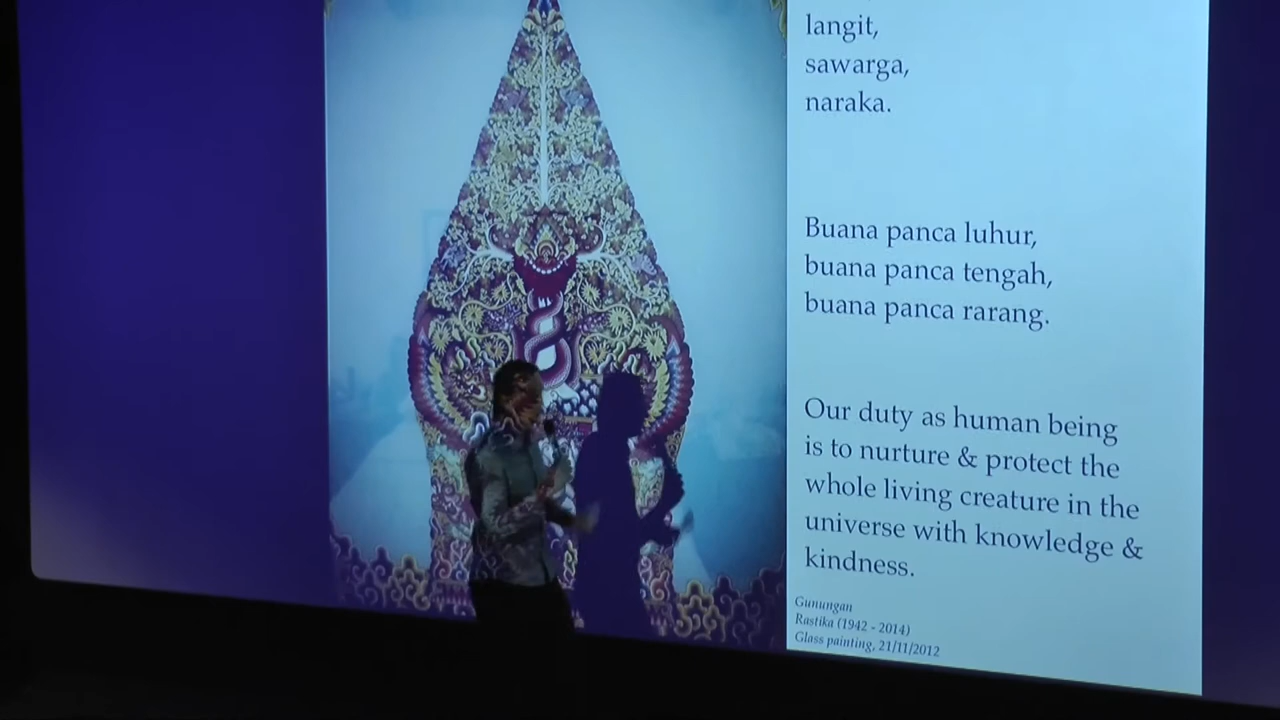 langit,
sawarga,
naraka.
Buana panca luhur,
buana panca tengah,
buana panca rarang.
Our duty as human being
is to nurture & protect the
whole living creature in the
universe with knowledge &
kindness.
Gunungan
Rastika (1942 - 2014)
Glass painting, 21/11/2012